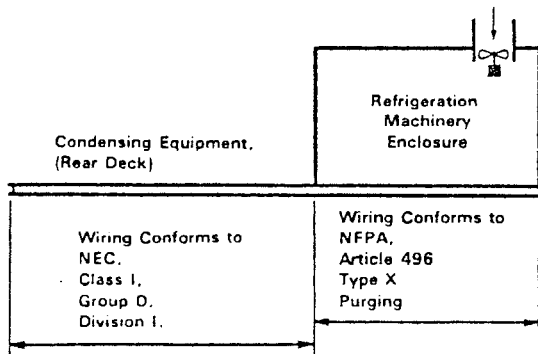 Refrigeration
Machinery
Enclosure
Condensing Equipment,
(Rear Deck)
Wiring Conforms to
NEC,
Class I,
Group D,
Division I.
Wiring Conforms to
NFPA,
Article 496
Type X
Purging